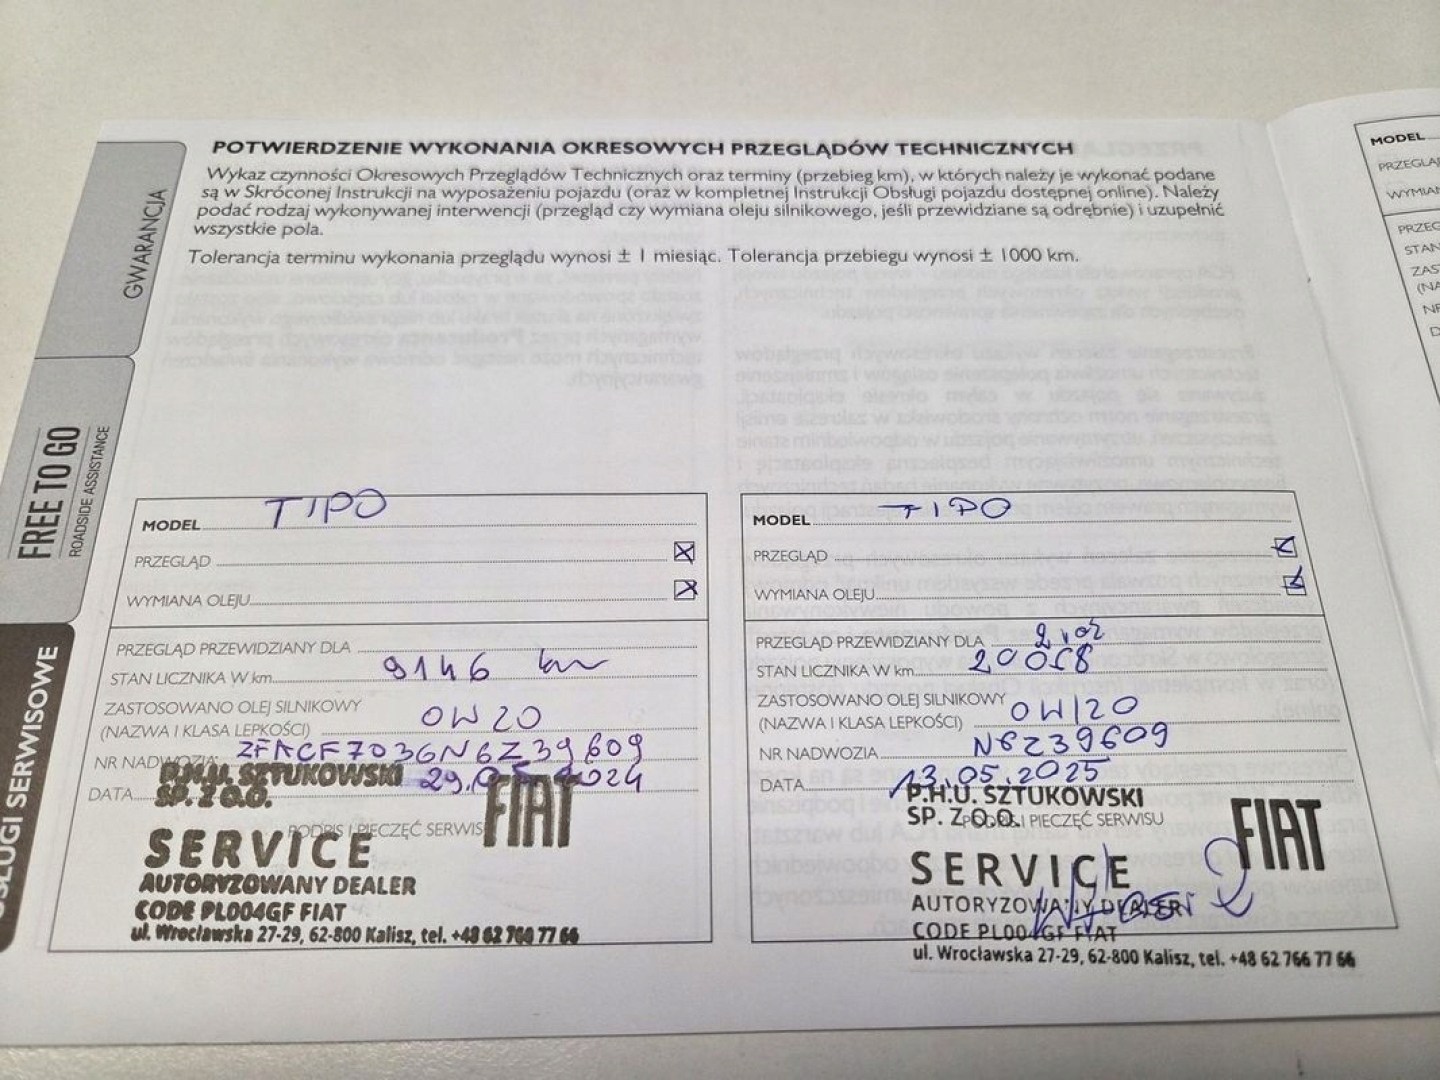 POTWIERDZENIE WYKONANIA OKRESOWYCH PRZEGLĄDÓW TECHNICZNYCH
Wykaz czynności Okresowych Przeglądów Technicznych oraz terminy (przebieg km), w których należy je wykonać podane
są w Skróconej Instrukcji na wyposażeniu pojazdu (oraz w kompletnej Instrukcji Obsługi pojazdu dostępnej online). Należy
podać rodzaj wykonywanej interwencji (przegląd czy wymiana oleju silnikowego, jeśli przewidziane są odrębnie) i uzupełnić
wszystkie pola.
Tolerancja terminu wykonania przeglądu wynosi ± 1 miesiąc. Tolerancja przebiegu wynosi ± 1000 km.
GWARANCJA
FREE TO GO
ROADSIDE ASSISTANCE
SERWISOWE
MODEL TIPO
PRZEGLĄD
WYMIANA OLEJU
PRZEGLĄD PRZEWIDZIANY DLA
STAN LICZNIKA W km 9146 km
ZASTOSOWANO OLEJ SILNIKOWY
(NAZWA I KLASA LEPKOŚCI) 0W20
NR NADWOZIA ZFACF7036N6Z39609
DATA 2024
P.H.U. SZTUKOWSKI
SP. Z O.O.
PODPIS I PIECZĘĆ SERWISU
FIAT
SERVICE
AUTORYZOWANY DEALER
CODE PL004GF FIAT
ul. Wrocławska 27-29, 62-800 Kalisz, tel. +48 62 766 77 66
MODEL TIPO
PRZEGLĄD
WYMIANA OLEJU
PRZEGLĄD PRZEWIDZIANY DLA
STAN LICZNIKA W km 20058
ZASTOSOWANO OLEJ SILNIKOWY
(NAZWA I KLASA LEPKOŚCI) 0W20
NR NADWOZIA N6Z39609
DATA 13.05.2025
P.H.U. SZTUKOWSKI
SP. Z O.O.
PODPIS I PIECZĘĆ SERWISU
FIAT
SERVICE
AUTORYZOWANY DEALER
CODE PL004GF FIAT
ul. Wrocławska 27-29, 62-800 Kalisz, tel. +48 62 766 77 66
MODEL